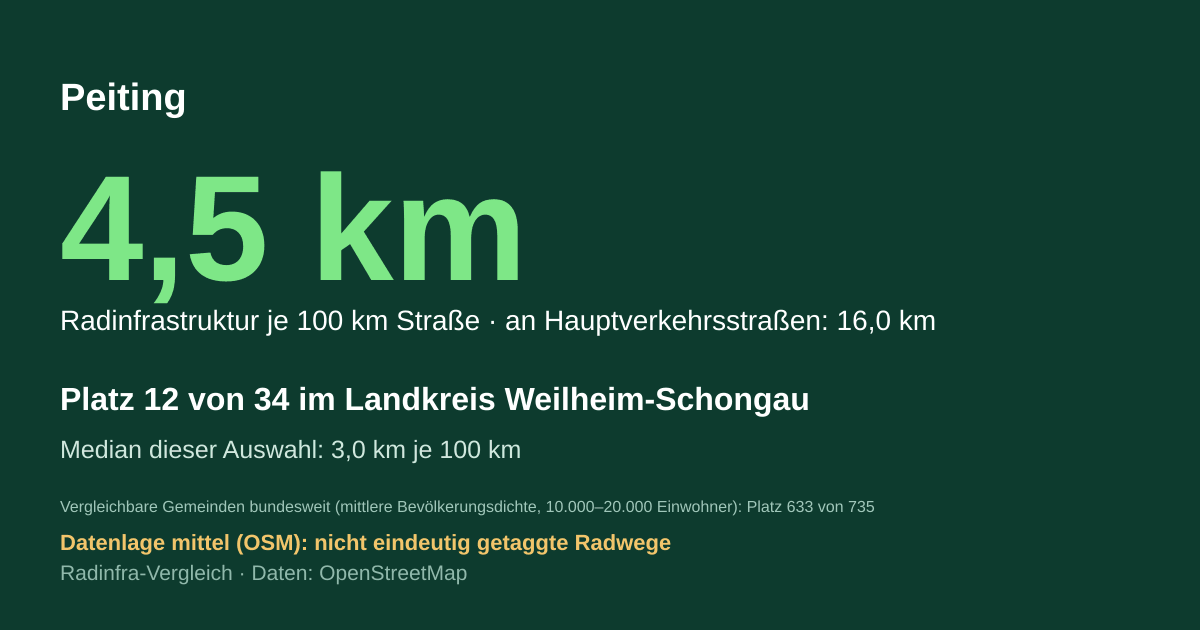 Peiting
4,5 km
Radinfrastruktur je 100 km Straße · an Hauptverkehrsstraßen: 16,0 km
Platz 12 von 34 im Landkreis Weilheim-Schongau
Median dieser Auswahl: 3,0 km je 100 km
Vergleichbare Gemeinden bundesweit (mittlere Bevölkerungsdichte, 10.000–20.000 Einwohner): Platz 633 von 735
Datenlage mittel (OSM): nicht eindeutig getaggte Radwege
Radinfra-Vergleich · Daten: OpenStreetMap